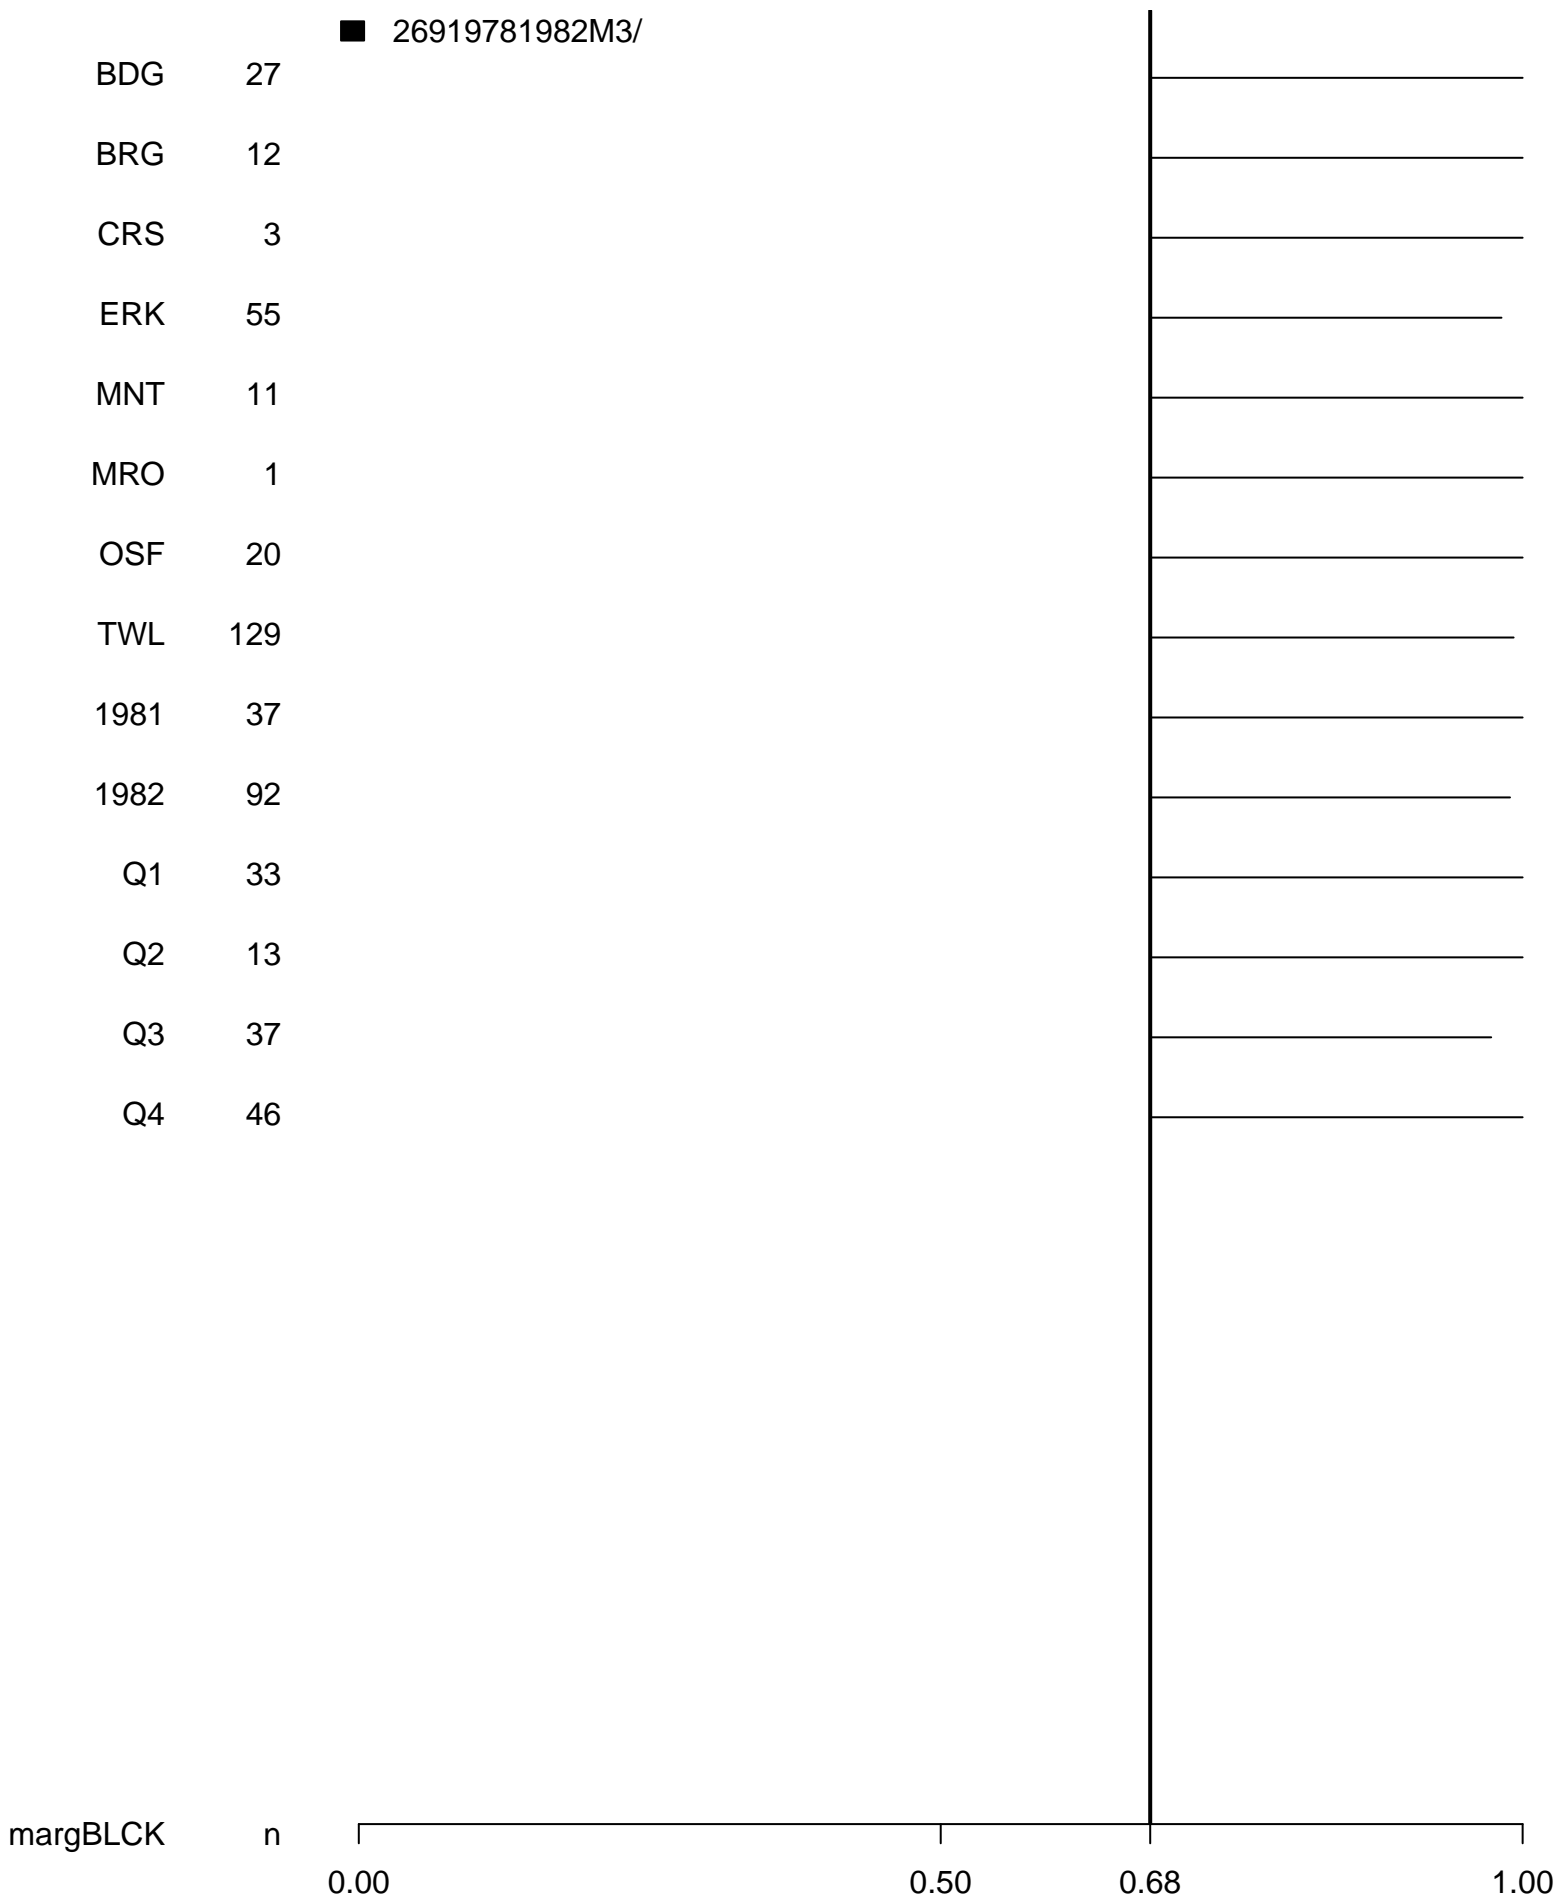 26919781982M3/
BDG 27
BRG 12
CRS 3
ERK 55
MNT 11
MRO 1
OSF 20
TWL 129
1981 37
1982 92
Q1 33
Q2 13
Q3 37
Q4 46
margBLCK n
0.00 0.50 0.68 1.00